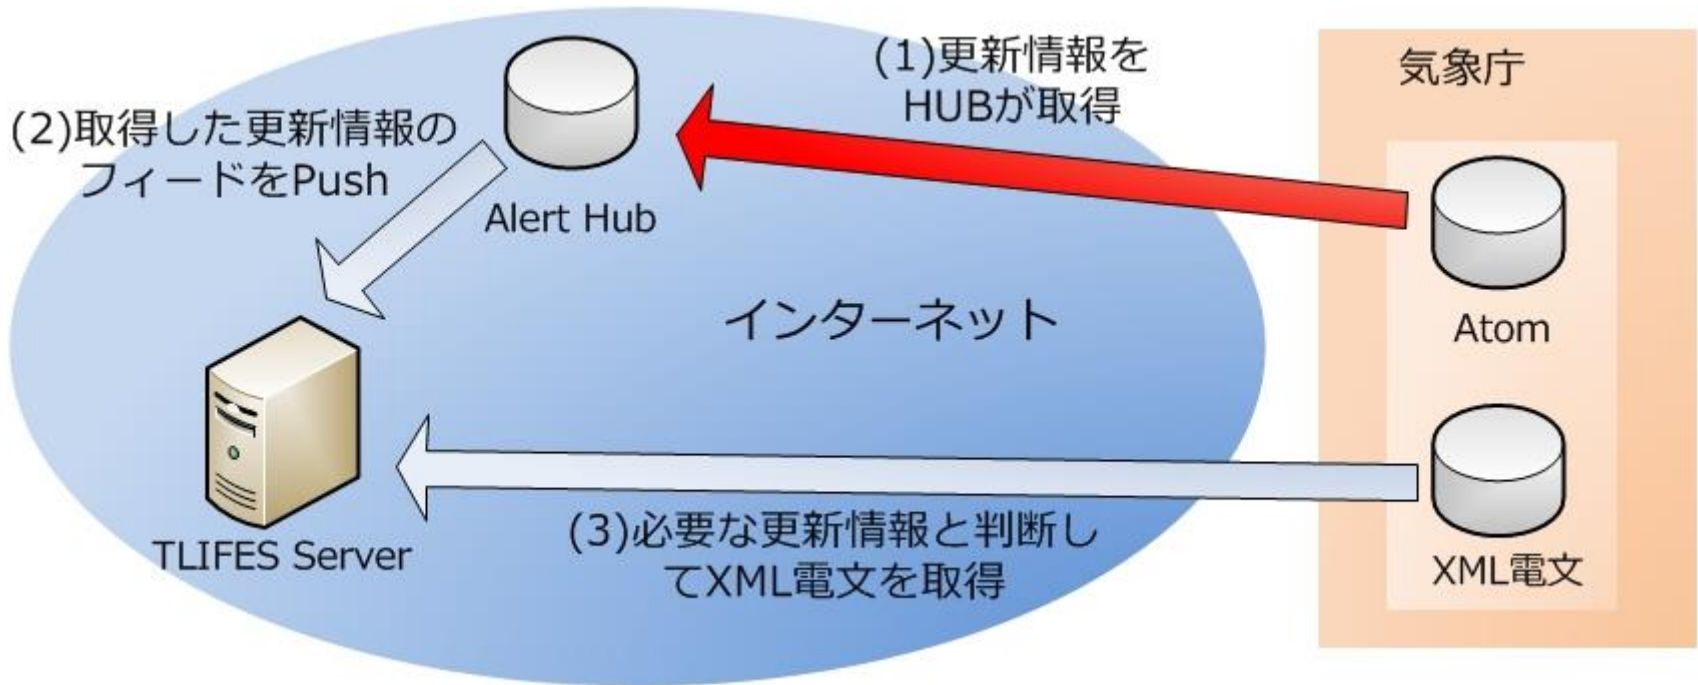 (1)更新情報を
HUBが取得
気象庁
(2)取得した更新情報の
フィードをPush
Alert Hub
インターネット
Atom
TLIFES Server
(3)必要な更新情報と判断し
てXML電文を取得
XML電文